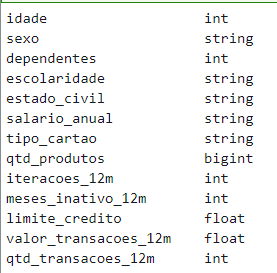 idade int
sexo string
dependentes int
escolaridade string
estado_civil string
salario_anual string
tipo_cartao string
qtd_produtos bigint
iteracoes_12m int
meses_inativo_12m int
limite_credito float
valor_transacoes_12m float
qtd_transacoes_12m int